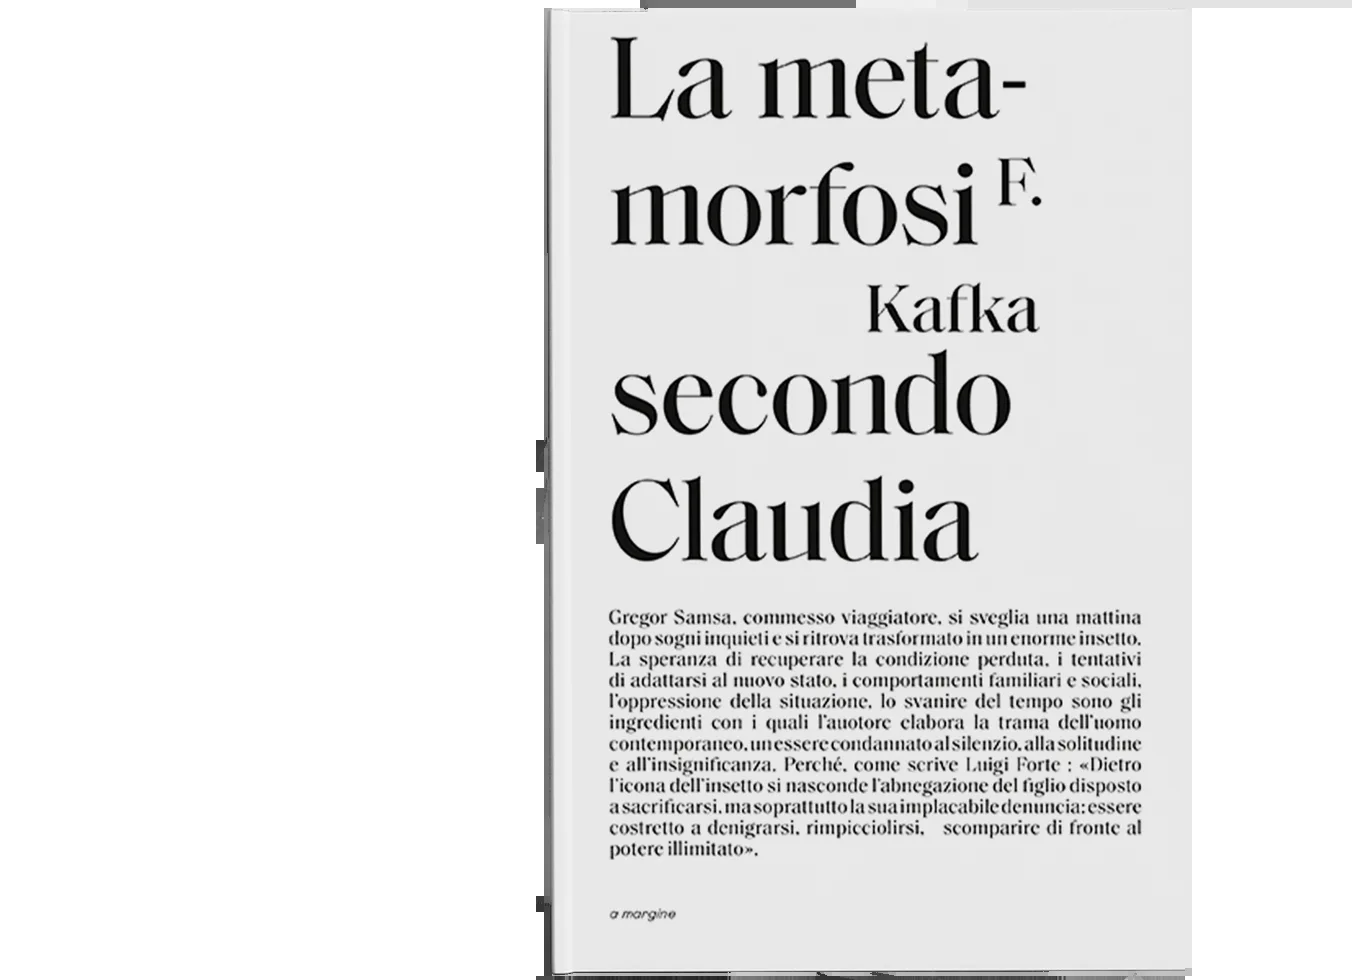 La meta-
morfosi F.
Kafka
secondo
Claudia
Gregor Samsa, commesso viaggiatore, si sveglia una mattina
dopo sogni inquieti e si ritrova trasformato in un enorme insetto.
La speranza di recuperare la condizione perduta, i tentativi
di adattarsi al nuovo stato, i comportamenti familiari e sociali,
l'oppressione della situazione, lo svanire del tempo sono gli
ingredienti con i quali l'auotore elabora la trama dell'uomo
contemporaneo, un essere condannato al silenzio, alla solitudine
e all'insignificanza. Perché, come scrive Luigi Forte : «Dietro
l'icona dell'insetto si nasconde l'abnegazione del figlio disposto
a sacrificarsi, ma soprattutto la sua implacabile denuncia: essere
costretto a denigrarsi, rimpicciolirsi, scomparire di fronte al
potere illimitato».
a margine